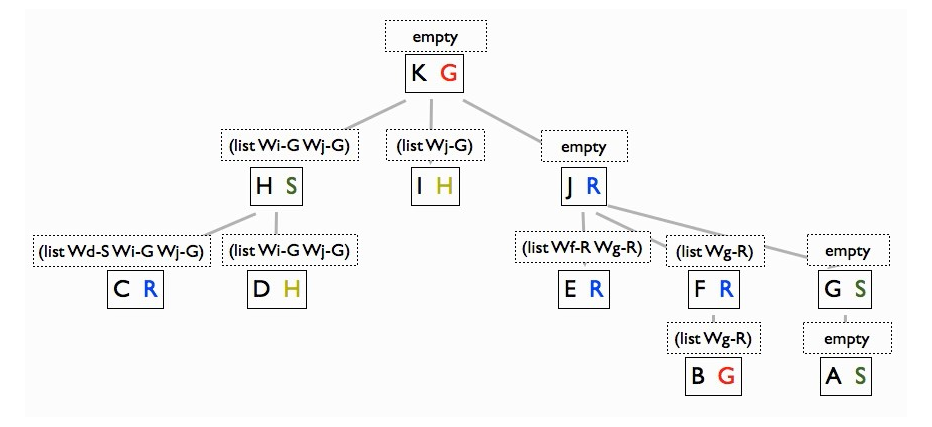 empty
K G
(list Wi-G Wj-G)
(list Wj-G)
empty
H S
I H
J R
(list Wd-S Wi-G Wj-G)
(list Wi-G Wj-G)
(list Wf-R Wg-R)
(list Wg-R)
empty
C R
D H
E R
F R
G S
(list Wg-R)
empty
B G
A S